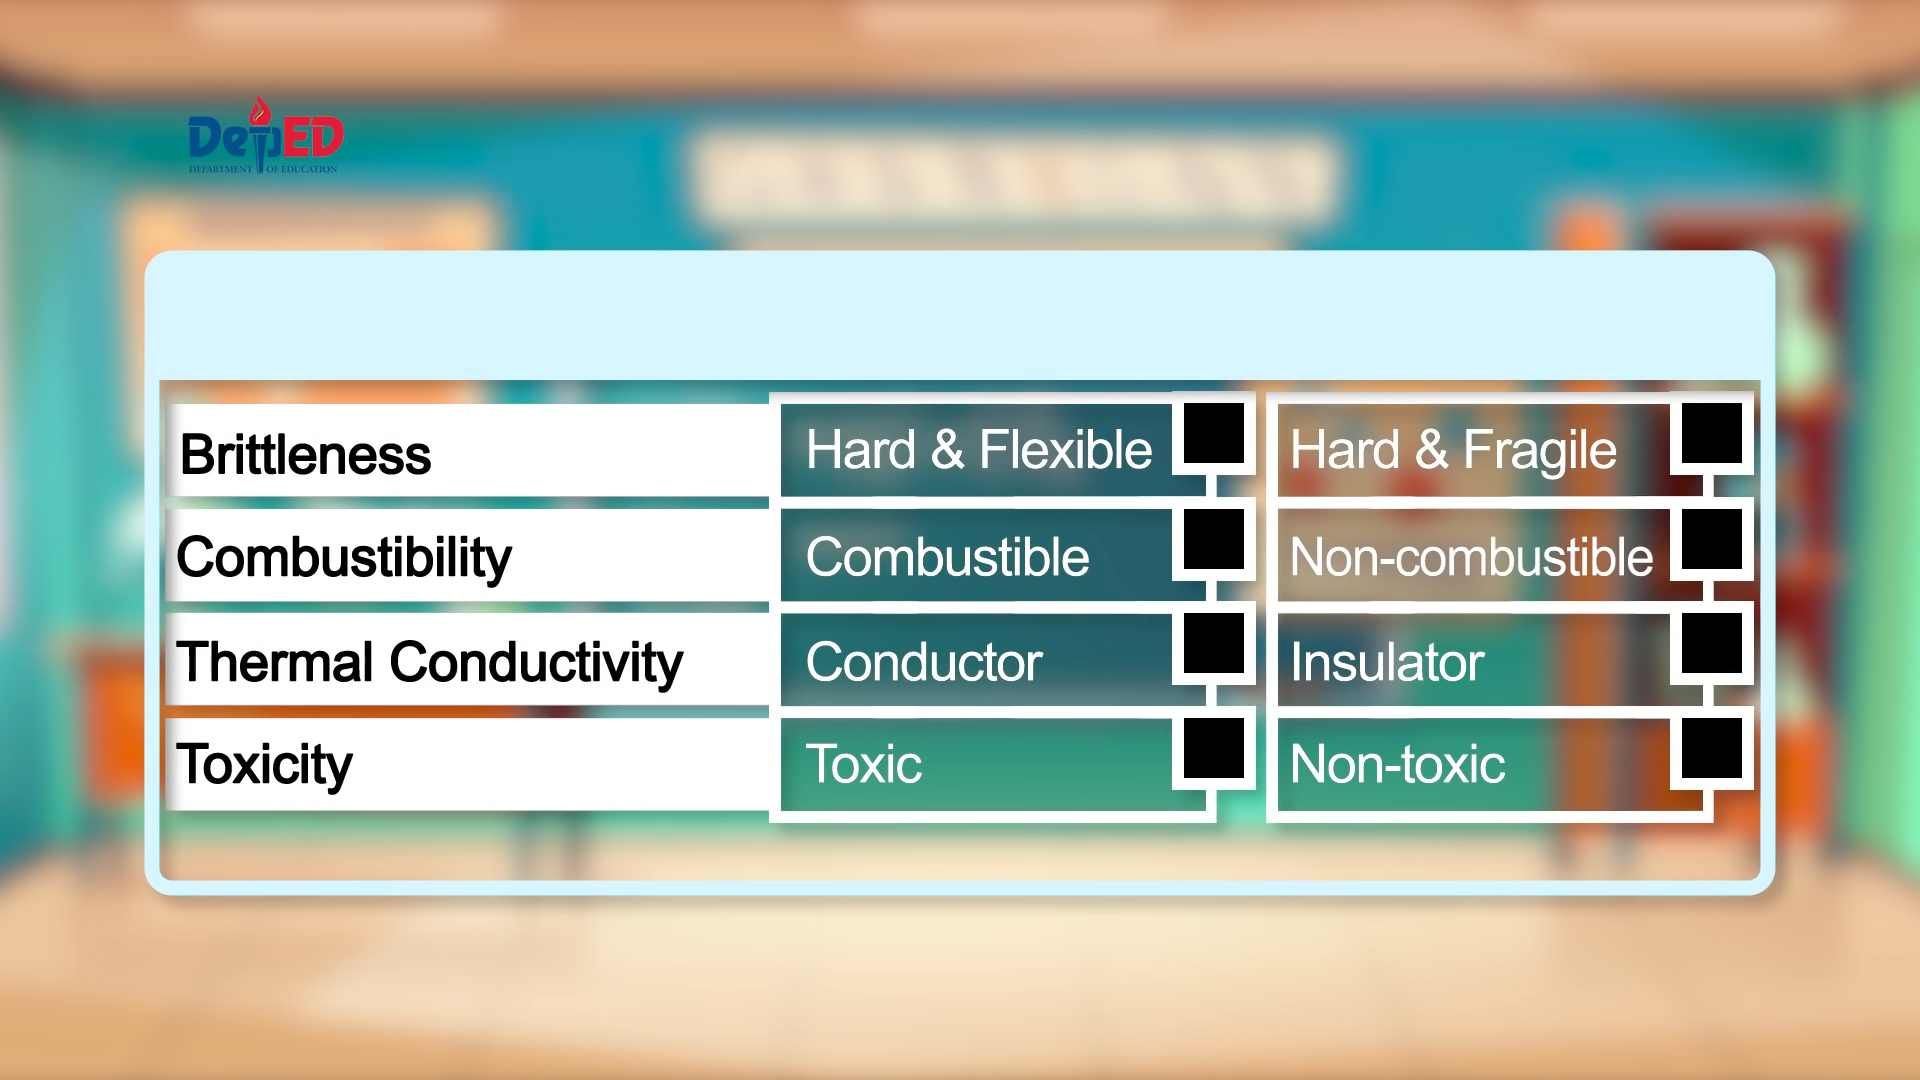 DepED
DEPARTMENT OF EDUCATION
Brittleness Hard & Flexible Hard & Fragile
Combustibility Combustible Non-combustible
Thermal Conductivity Conductor Insulator
Toxicity Toxic Non-toxic